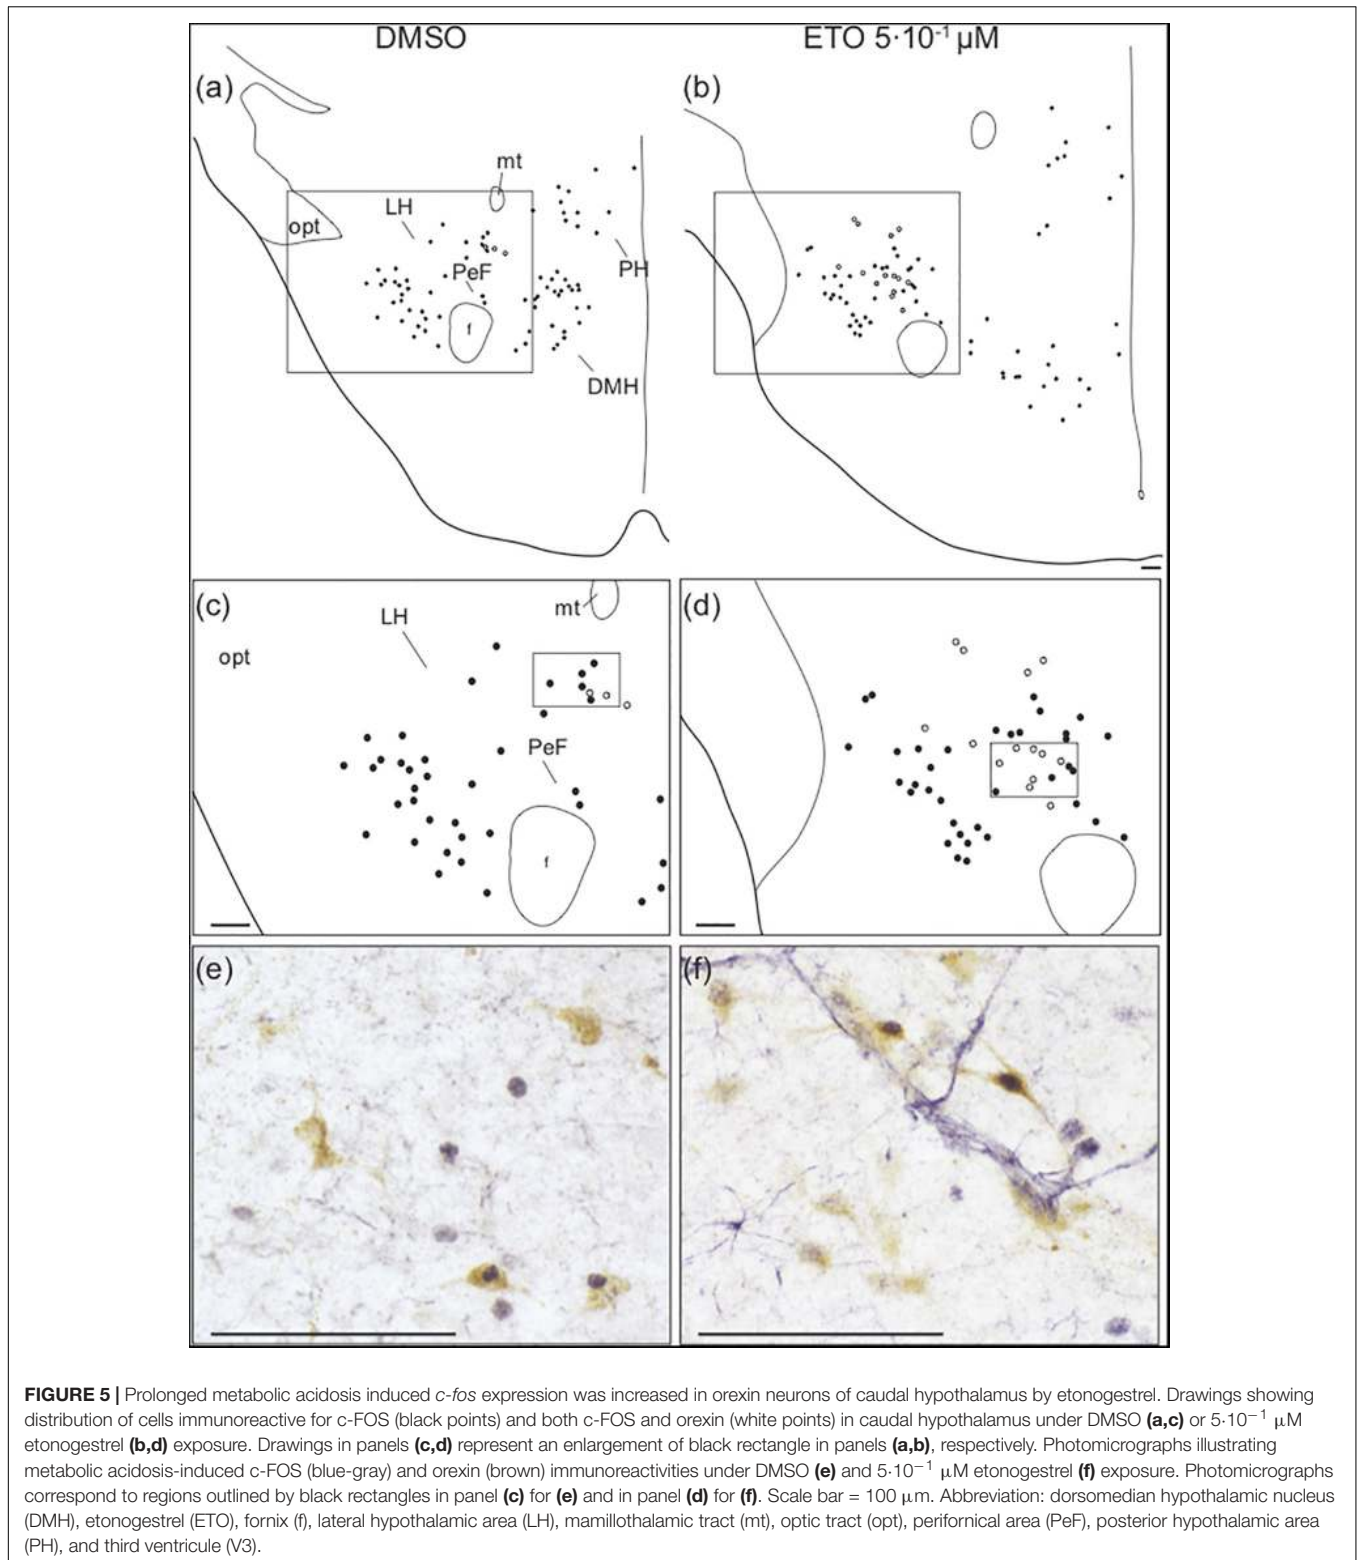 DMSO
ETO 5·10⁻¹ µM
(a)
(b)
mt
LH
opt
PeF
PH
f
DMH
(c)
(d)
mt
LH
opt
PeF
f
(e)
(f)
FIGURE 5 | Prolonged metabolic acidosis induced c-fos expression was increased in orexin neurons of caudal hypothalamus by etonogestrel. Drawings showing
distribution of cells immunoreactive for c-FOS (black points) and both c-FOS and orexin (white points) in caudal hypothalamus under DMSO (a,c) or 5·10⁻¹ µM
etonogestrel (b,d) exposure. Drawings in panels (c,d) represent an enlargement of black rectangle in panels (a,b), respectively. Photomicrographs illustrating
metabolic acidosis-induced c-FOS (blue-gray) and orexin (brown) immunoreactivities under DMSO (e) and 5·10⁻¹ µM etonogestrel (f) exposure. Photomicrographs
correspond to regions outlined by black rectangles in panel (c) for (e) and in panel (d) for (f). Scale bar = 100 µm. Abbreviation: dorsomedian hypothalamic nucleus
(DMH), etonogestrel (ETO), fornix (f), lateral hypothalamic area (LH), mamillothalamic tract (mt), optic tract (opt), perifornical area (PeF), posterior hypothalamic area
(PH), and third ventricule (V3).